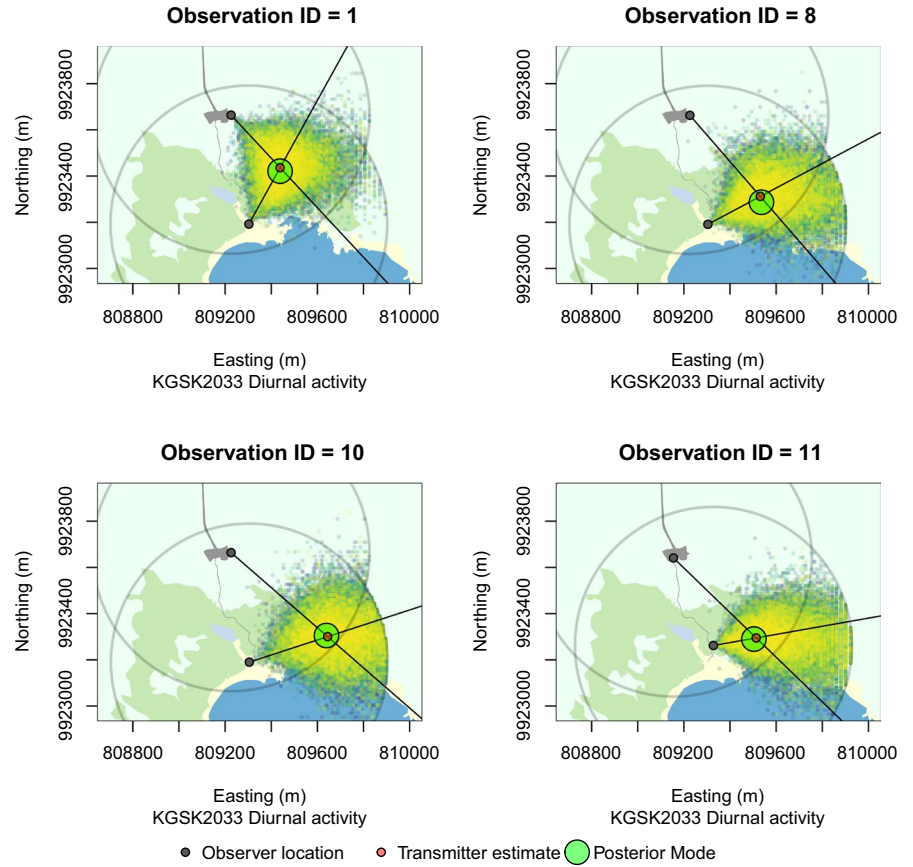 Observation ID = 1
Observation ID = 8
Northing (m)
9923000 9923400 9923800
Northing (m)
9923000 9923400 9923800
808800 809200 809600 810000
808800 809200 809600 810000
Easting (m)
KGSK2033 Diurnal activity
Easting (m)
KGSK2033 Diurnal activity
Observation ID = 10
Observation ID = 11
Northing (m)
9923000 9923400 9923800
Northing (m)
9923000 9923400 9923800
808800 809200 809600 810000
808800 809200 809600 810000
Easting (m)
KGSK2033 Diurnal activity
Easting (m)
KGSK2033 Diurnal activity
Observer location Transmitter estimate Posterior Mode